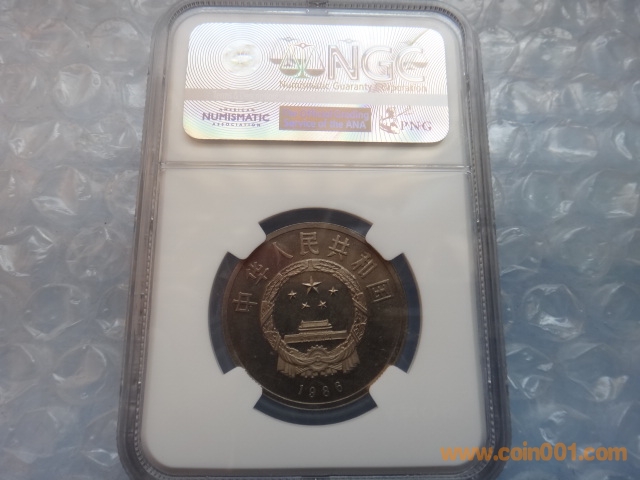 NGC
Numismatic Guaranty Corporation
AMERICAN
NUMISMATIC
ASSOCIATION
PNG
中华人民共和国
1986
www.coin001.com